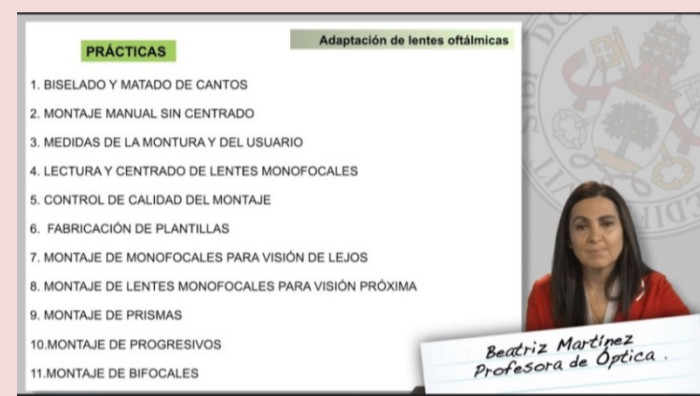 Adaptación de lentes oftálmicas
PRÁCTICAS
1. BISELADO Y MATADO DE CANTOS
2. MONTAJE MANUAL SIN CENTRADO
3. MEDIDAS DE LA MONTURA Y DEL USUARIO
4. LECTURA Y CENTRADO DE LENTES MONOFOCALES
5. CONTROL DE CALIDAD DEL MONTAJE
6. FABRICACIÓN DE PLANTILLAS
7. MONTAJE DE MONOFOCALES PARA VISIÓN DE LEJOS
8. MONTAJE DE LENTES MONOFOCALES PARA VISIÓN PRÓXIMA
9. MONTAJE DE PRISMAS
10.MONTAJE DE PROGRESIVOS
11.MONTAJE DE BIFOCALES
Beatriz Martínez
Profesora de Óptica .